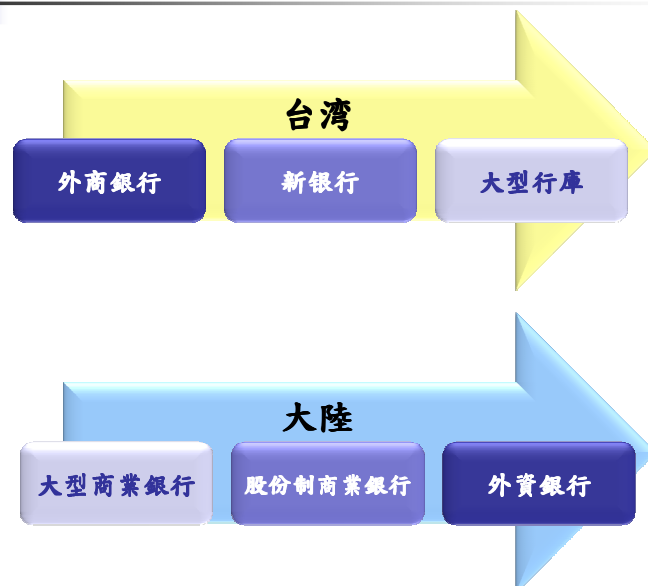 台湾
外商銀行
新银行
大型行庫
大陸
大型商業銀行
股份制商業銀行
外資銀行